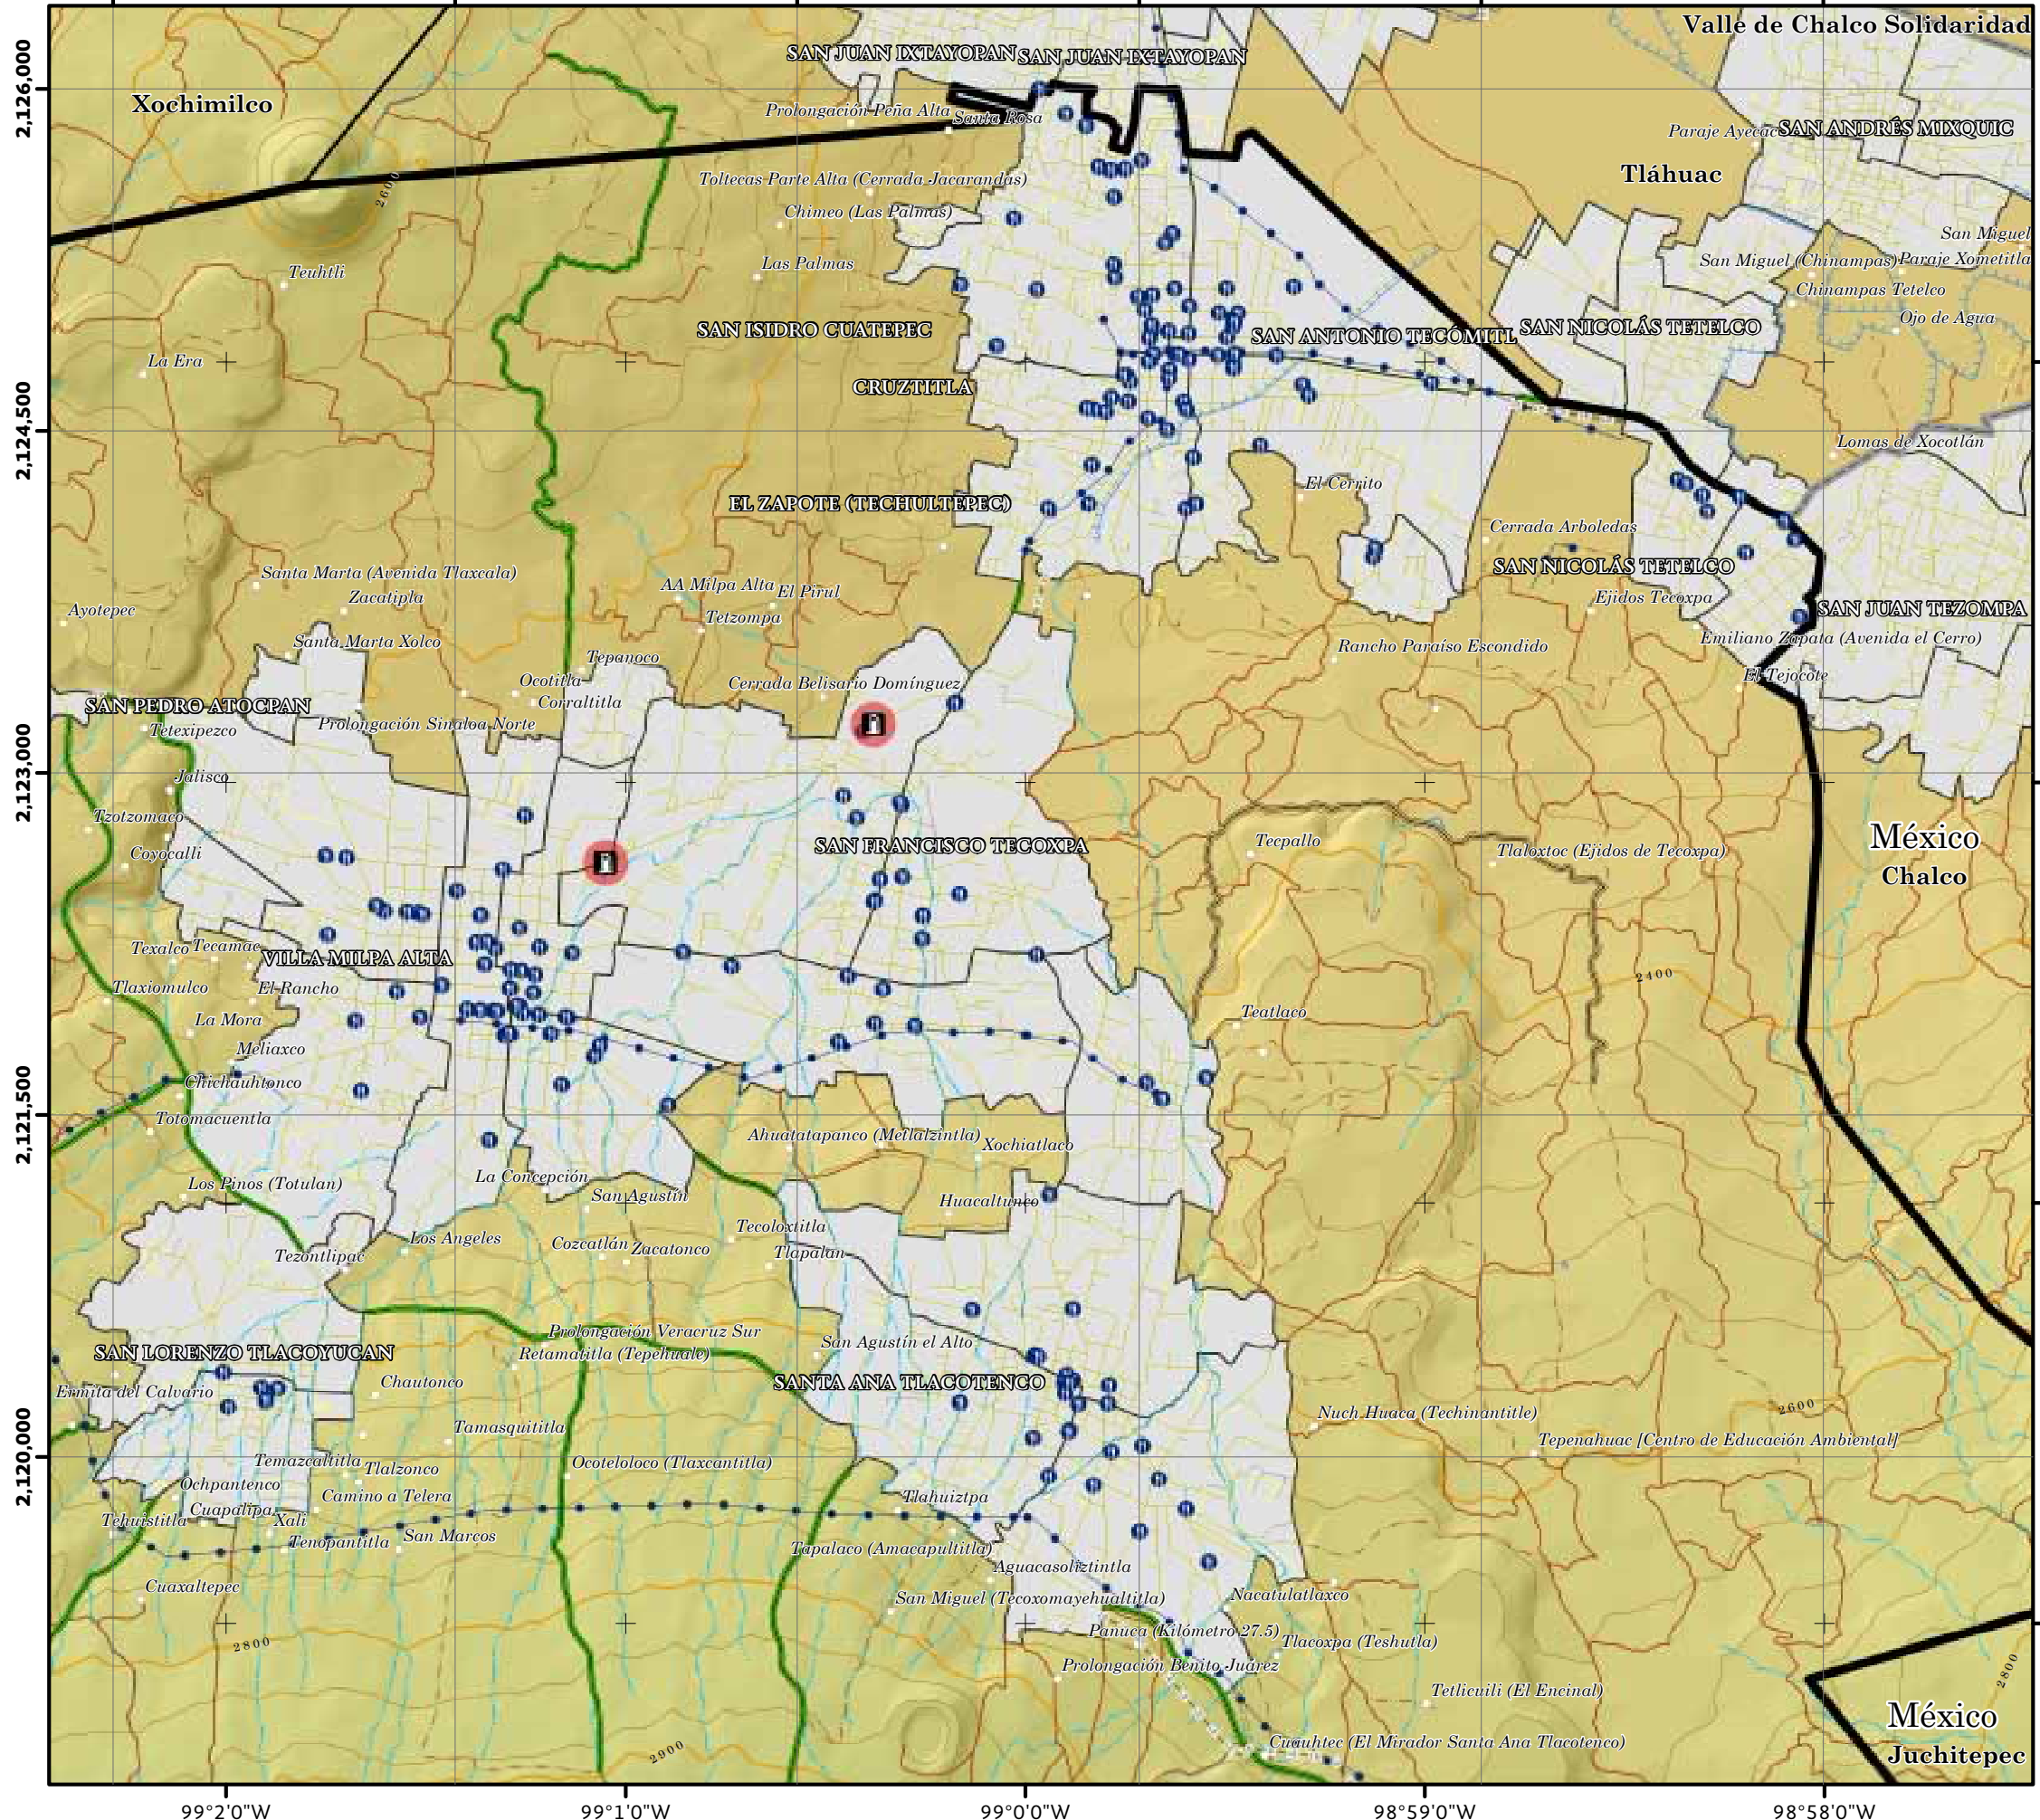 Valle de Chalco Solidaridad
SAN JUAN IXTAYOPAN
SAN JUAN IXTAYOPAN
2,126,000
Xochimilco
Prolongación Peña Alta
Santa Rosa
Paraje Ayecac
SAN ANDRÉS MIXQUIC
Tláhuac
2600
Toltecas Parte Alta (Cerrada Jacarandas)
Chimeo (Las Palmas)
San Miguel
Teuhtli
Las Palmas
San Miguel (Chinampas)
Paraje Xometitla
Chinampas Tetelco
SAN ISIDRO CUATEPEC
SAN ANTONIO TECÓMITL
SAN NICOLÁS TETELCO
Ojo de Agua
La Era
CRUZTITLA
2,124,500
Lomas de Xocotlán
El Cerrito
EL ZAPOTE (TECHULTEPEC)
Cerrada Arboledas
SAN NICOLÁS TETELCO
Santa Marta (Avenida Tlaxcala)
Zacatipla
AA Milpa Alta
El Pirul
Ejidos Tecoxpa
Ayotepec
Tetzompa
SAN JUAN TEZOMPA
Santa Marta Xolco
Emiliano Zapata (Avenida el Cerro)
Rancho Paraíso Escondido
Tepanoco
El Tejocote
Ocotitla
Cerrada Belisario Domínguez
Corraltitla
SAN PEDRO ATOCPAN
Prolongación Sinaloa Norte
Tetexipezco
2,123,000
Jalisco
Tzotzomaco
México
Chalco
SAN FRANCISCO TECOXPA
Tecpallo
Tlaloxtoc (Ejidos de Tecoxpa)
Coyocalli
Texalco
Tecamac
VILLA MILPA ALTA
2400
Tlaxiomulco
El Rancho
La Mora
Teatlaco
Meliaxco
Chichauhtonco
2,121,500
Totomacuentla
Ahuatatapanco (Metlalzintla)
Xochiatlaco
Los Pinos (Totulan)
La Concepción
San Agustín
Huacaltunco
Tecoloxtitla
Los Angeles
Cozcatlán
Zacatonco
Tlapalan
Tezontlipac
Prolongación Veracruz Sur
San Agustín el Alto
SAN LORENZO TLACOYUCAN
Retamatitla (Tepehuale)
SANTA ANA TLACOTENCO
Ermita del Calvario
Chautonco
2600
Nuch Huaca (Techinantitle)
Tamasquititla
Tepenahuac [Centro de Educación Ambiental]
2,120,000
Temazcaltitla
Tlalzonco
Ocoteloloco (Tlaxcantitla)
Ochpantenco
Camino a Telera
Tlahuiztpa
Cuapalipa
Tehuistitla
Xali
San Marcos
Tenopantitla
Tapalaco (Amacapultitla)
Aguacasoliztintla
Cuaxaltepec
San Miguel (Tecoxomayehualtitla)
Nacatulatlaxco
2800
Panuca (Kilómetro 27.5)
Tlacoxpa (Teshutla)
Prolongación Benito Juárez
2800
Tetlicuili (El Encinal)
México
Juchitepec
2900
Cuauhtec (El Mirador Santa Ana Tlacotenco)
99°2'0"W
99°1'0"W
99°0'0"W
98°59'0"W
98°58'0"W